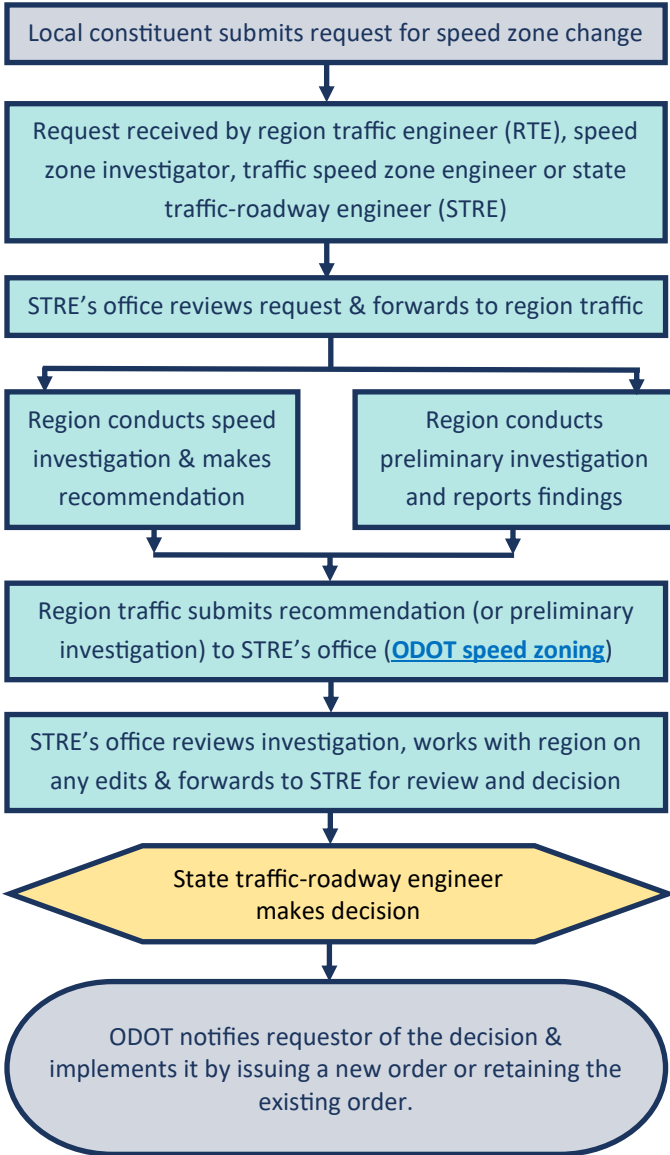 Local constituent submits request for speed zone change
Request received by region traffic engineer (RTE), speed
zone investigator, traffic speed zone engineer or state
traffic-roadway engineer (STRE)
STRE’s office reviews request & forwards to region traffic
Region conducts speed
investigation & makes
recommendation
Region conducts
preliminary investigation
and reports findings
Region traffic submits recommendation (or preliminary
investigation) to STRE’s office (ODOT speed zoning)
STRE’s office reviews investigation, works with region on
any edits & forwards to STRE for review and decision
State traffic-roadway engineer
makes decision
ODOT notifies requestor of the decision &
implements it by issuing a new order or retaining the
existing order.